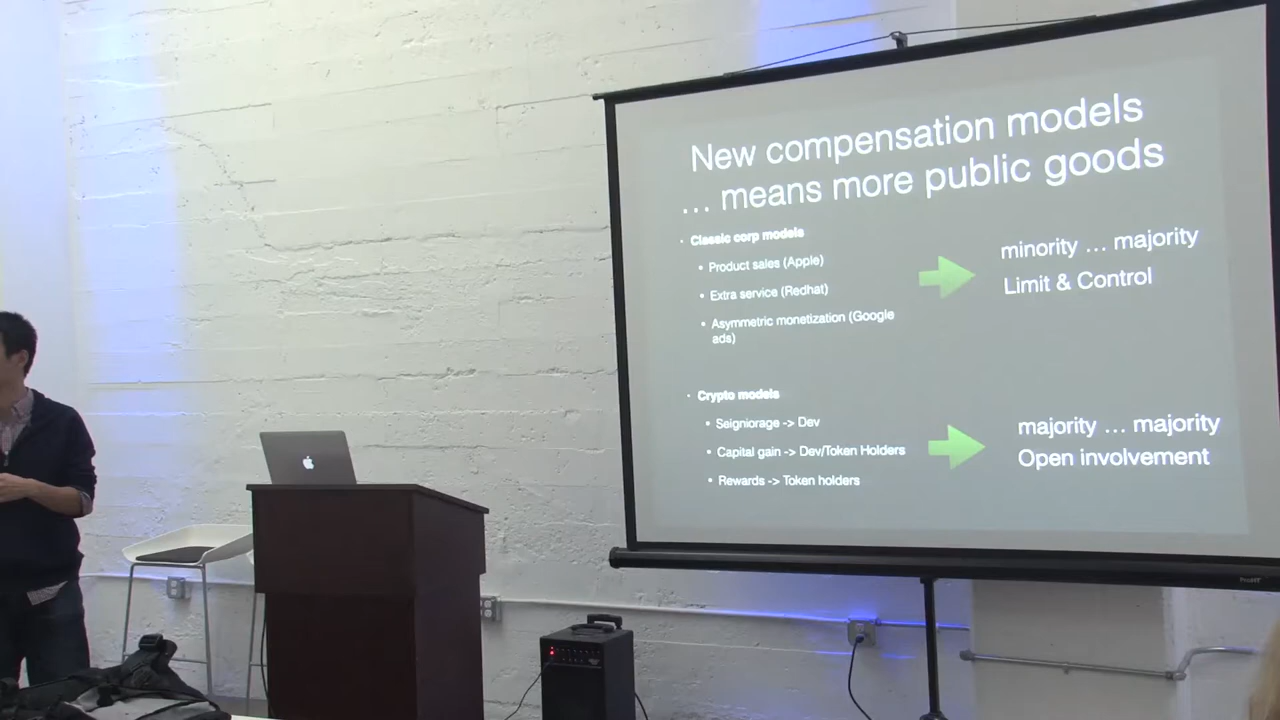 New compensation models
... means more public goods
Classic corp models
Product sales (Apple)
Extra service (Redhat)
Asymmetric monetization (Google
ads)
minority ... majority
Limit & Control
Crypto models
Seigniorage -> Dev
Capital gain -> Dev/Token Holders
Rewards -> Token holders
majority ... majority
Open involvement